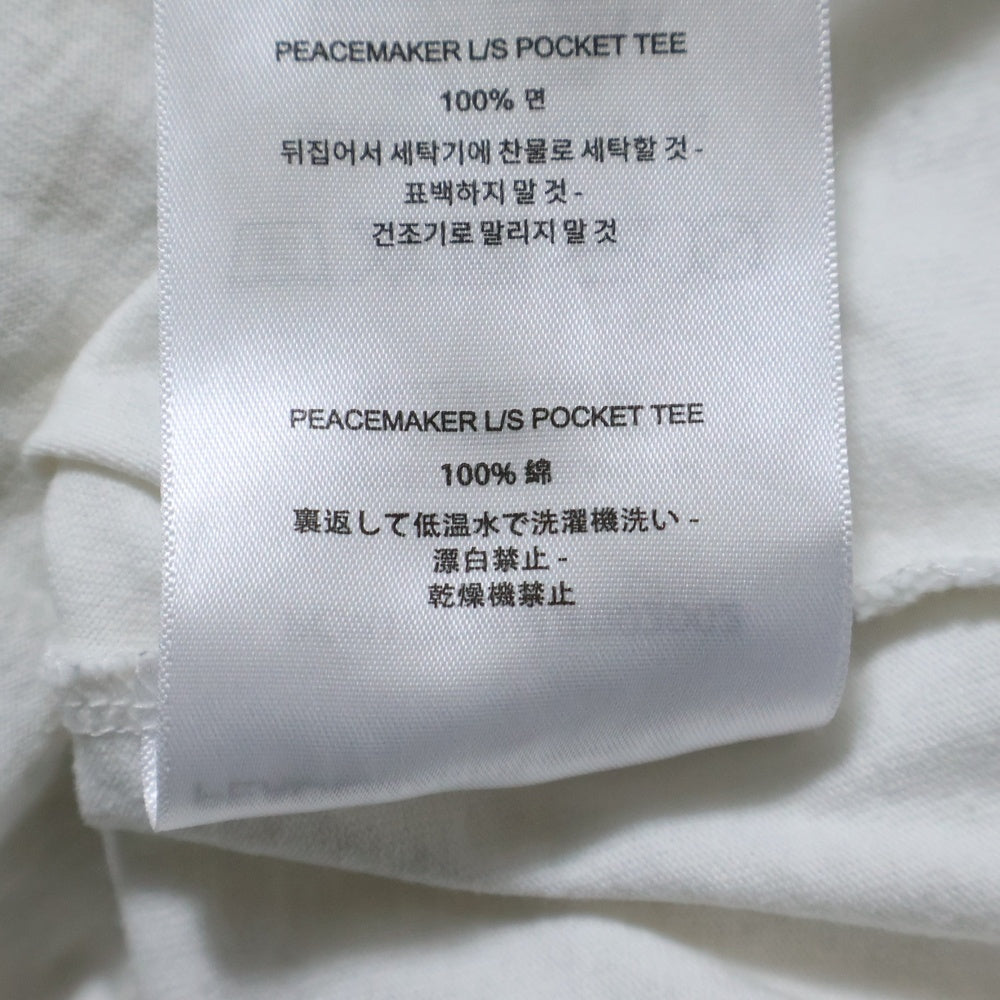 PEACEMAKER L/S POCKET TEE
100% 면
뒤집어서 세탁기에 찬물로 세탁할 것 -
표백하지 말 것 -
건조기로 말리지 말 것
PEACEMAKER L/S POCKET TEE
100% 綿
裏返して低温水で洗濯機洗い -
漂白禁止 -
乾燥機禁止